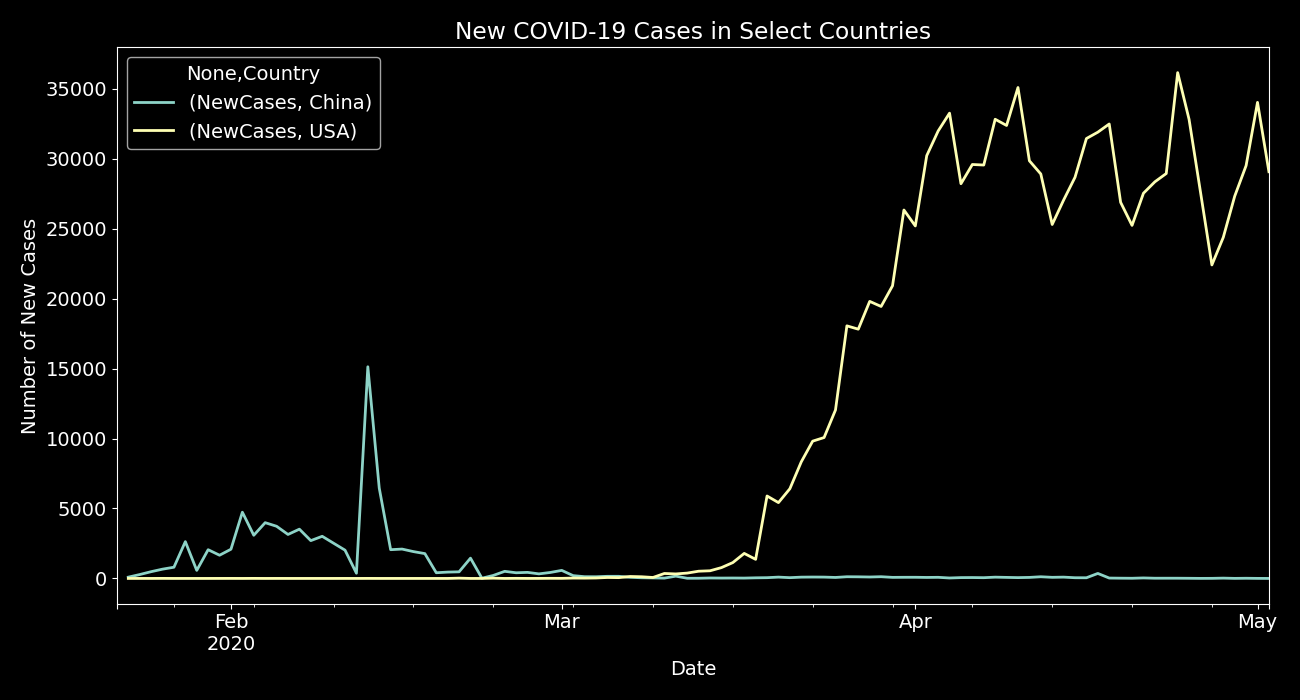 New COVID-19 Cases in Select Countries
None,Country
(NewCases, China)
(NewCases, USA)
Number of New Cases
35000
30000
25000
20000
15000
10000
5000
0
Feb
2020
Mar
Apr
May
Date